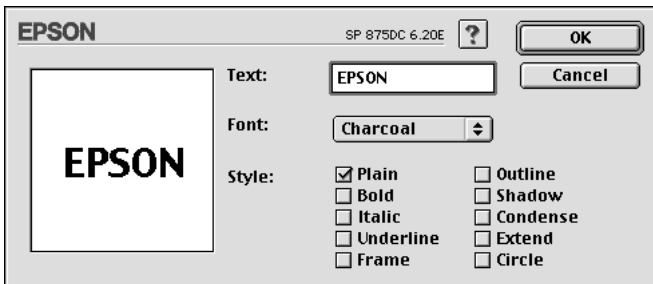 EPSON
SP 875DC 6.20E
?
OK
Cancel
Text:
EPSON
Font:
Charcoal
EPSON
Style:
Plain
Outline
Bold
Shadow
Italic
Condense
Underline
Extend
Frame
Circle